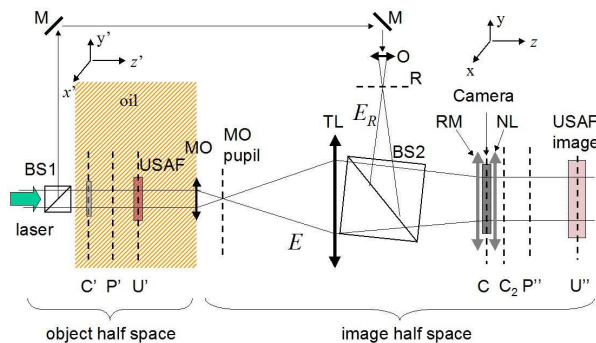 M
M
y'
z'
x'
oil
BS1
USAF
MO
MO
pupil
laser
C'
P'
U'
object half space
O
R
E_R
TL
BS2
E
y
z
x
Camera
RM
NL
USAF
image
C
C₂
P''
U''
image half space